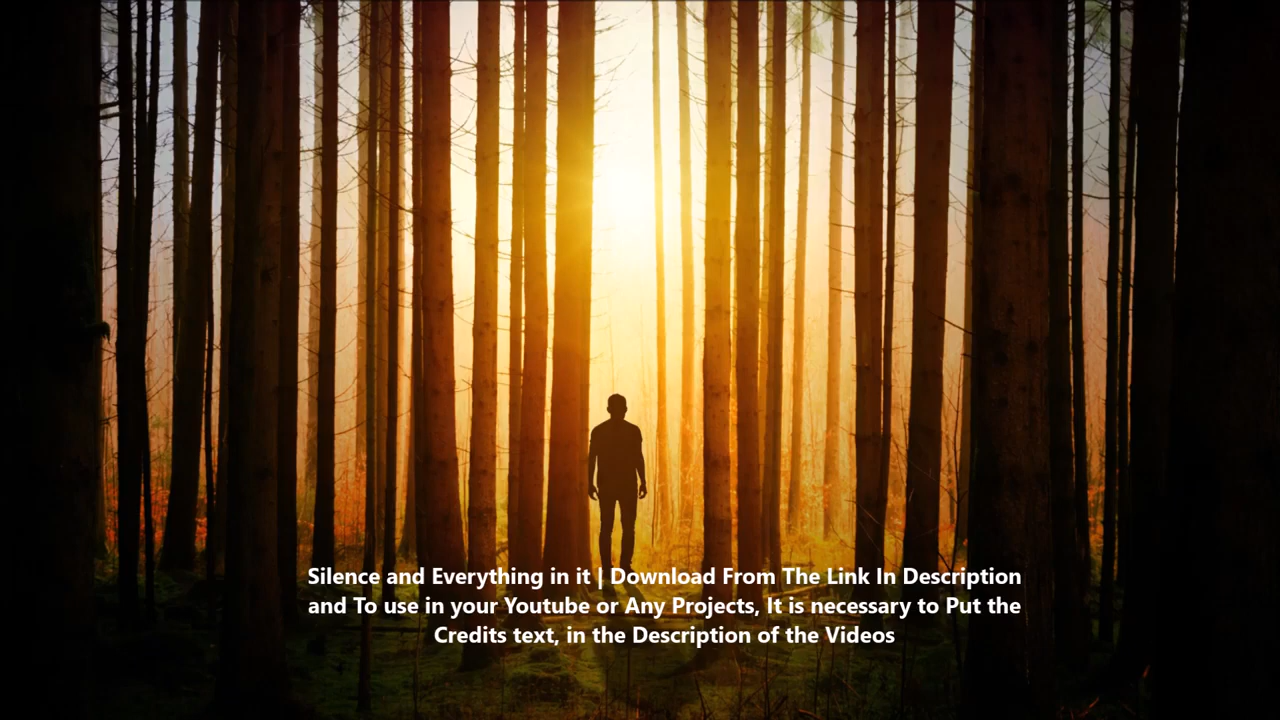 Silence and Everything in it | Download From The Link In Description
and To use in your Youtube or Any Projects, It is necessary to Put the
Credits text, in the Description of the Videos